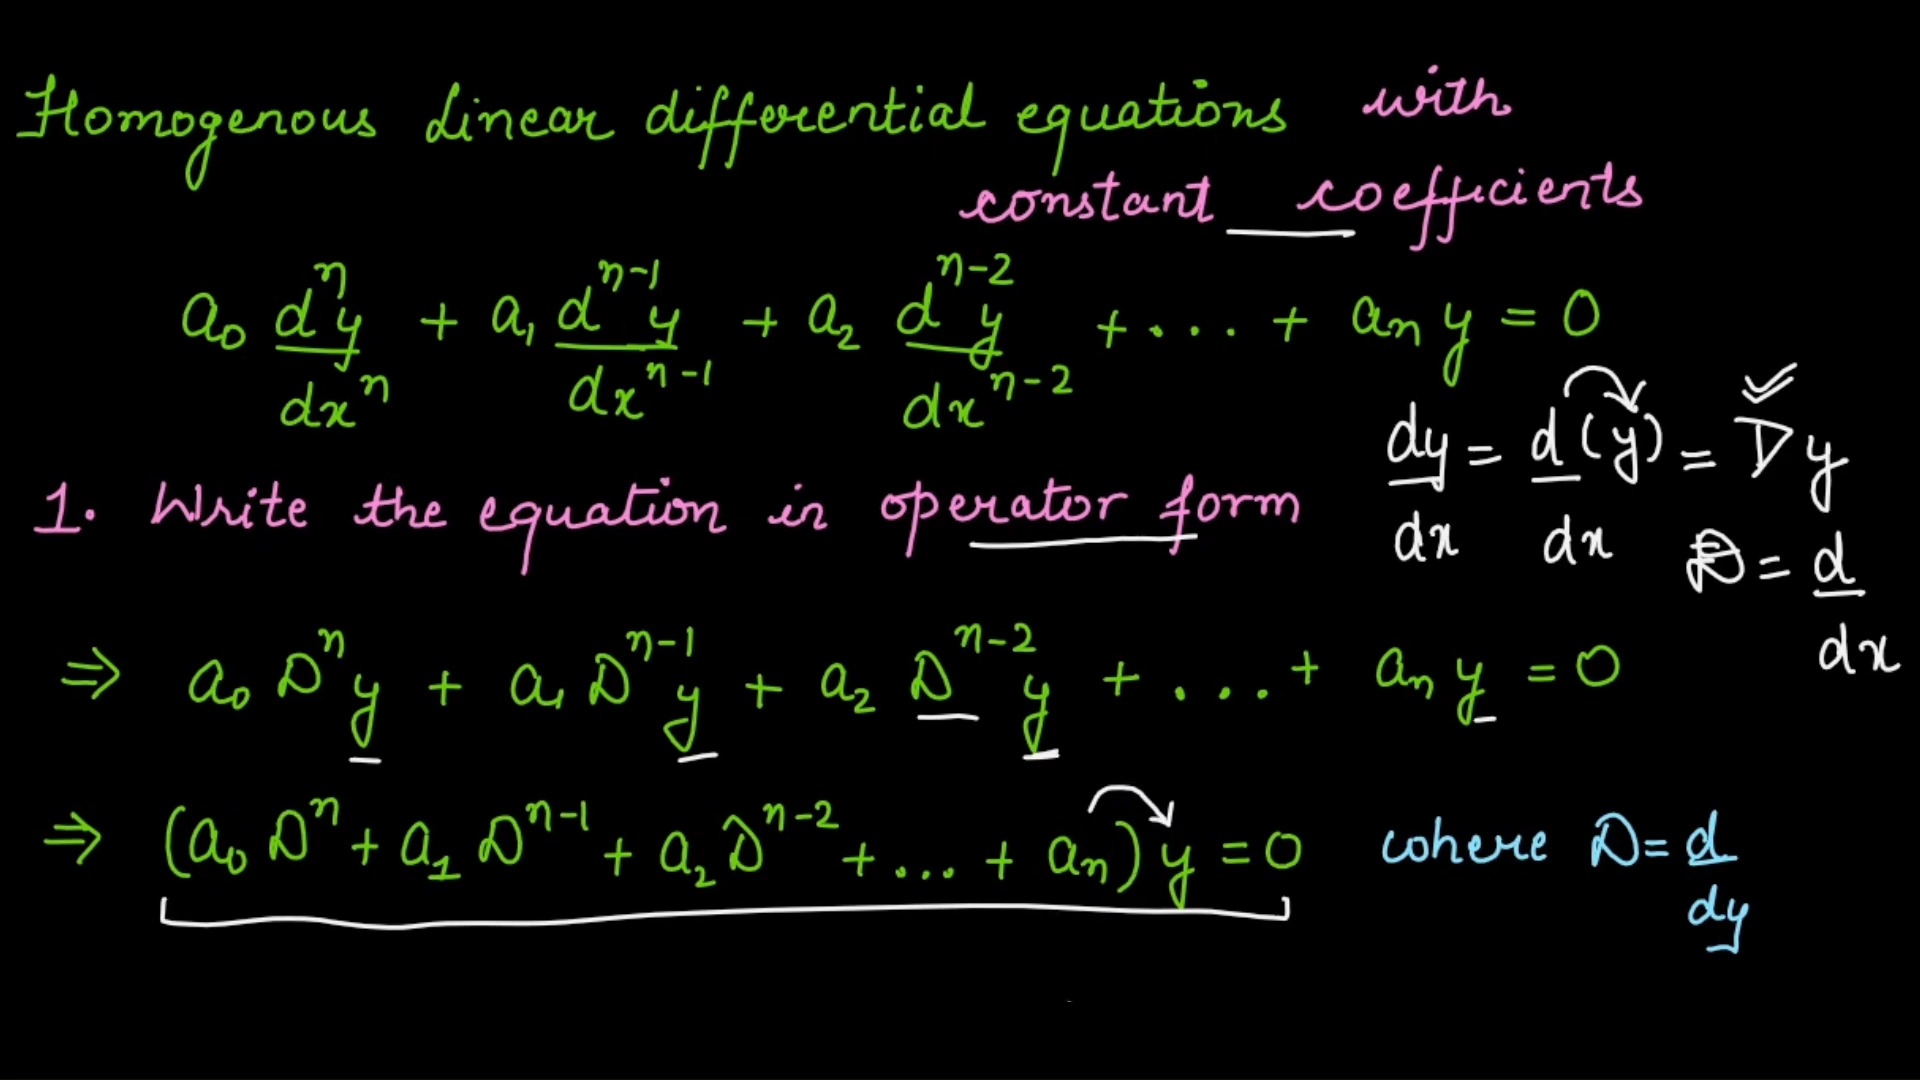 Homogenous Linear differential equations with
constant coefficients
a₀ dⁿy/dxⁿ + a₁ dⁿ⁻¹y/dxⁿ⁻¹ + a₂ dⁿ⁻²y/dxⁿ⁻² + ... + aₙ y = 0
dy/dx = d/dx (y) = Dy
1. Write the equation in operator form
D = d/dx
⇒ a₀ Dⁿy + a₁ Dⁿ⁻¹y + a₂ Dⁿ⁻²y + ... + aₙ y = 0
⇒ (a₀ Dⁿ + a₁ Dⁿ⁻¹ + a₂ Dⁿ⁻² + ... + aₙ) y = 0 where D = d/dy